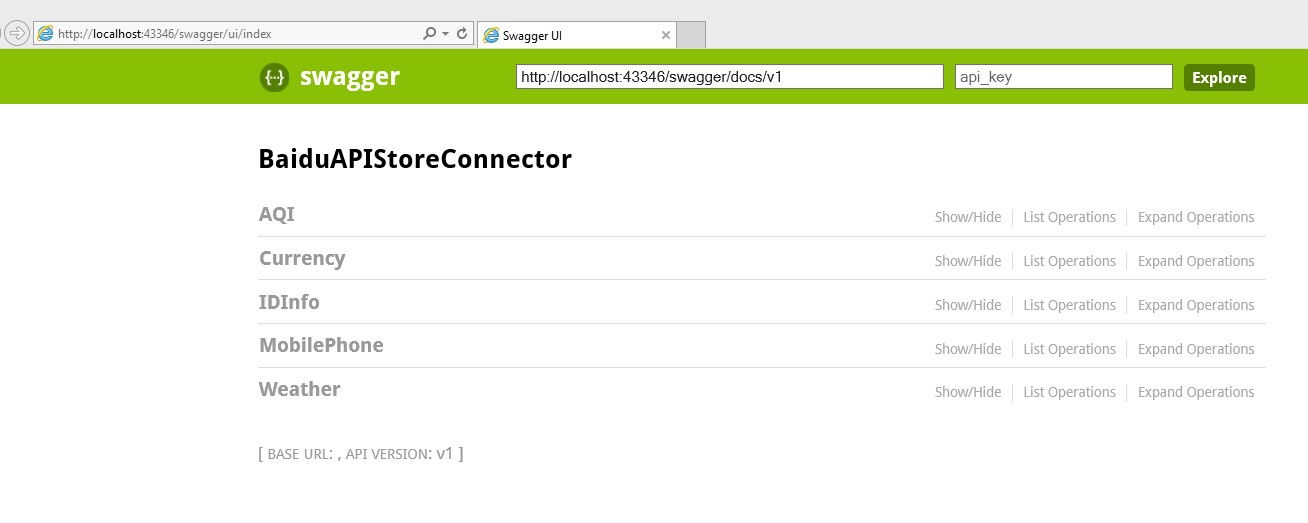 http://localhost:43346/swagger/ui/index
Swagger UI
swagger
http://localhost:43346/swagger/docs/v1
api_key
Explore
BaiduAPIStoreConnector
AQI Show/Hide List Operations Expand Operations
Currency Show/Hide List Operations Expand Operations
IDInfo Show/Hide List Operations Expand Operations
MobilePhone Show/Hide List Operations Expand Operations
Weather Show/Hide List Operations Expand Operations
[ BASE URL: , API VERSION: v1 ]